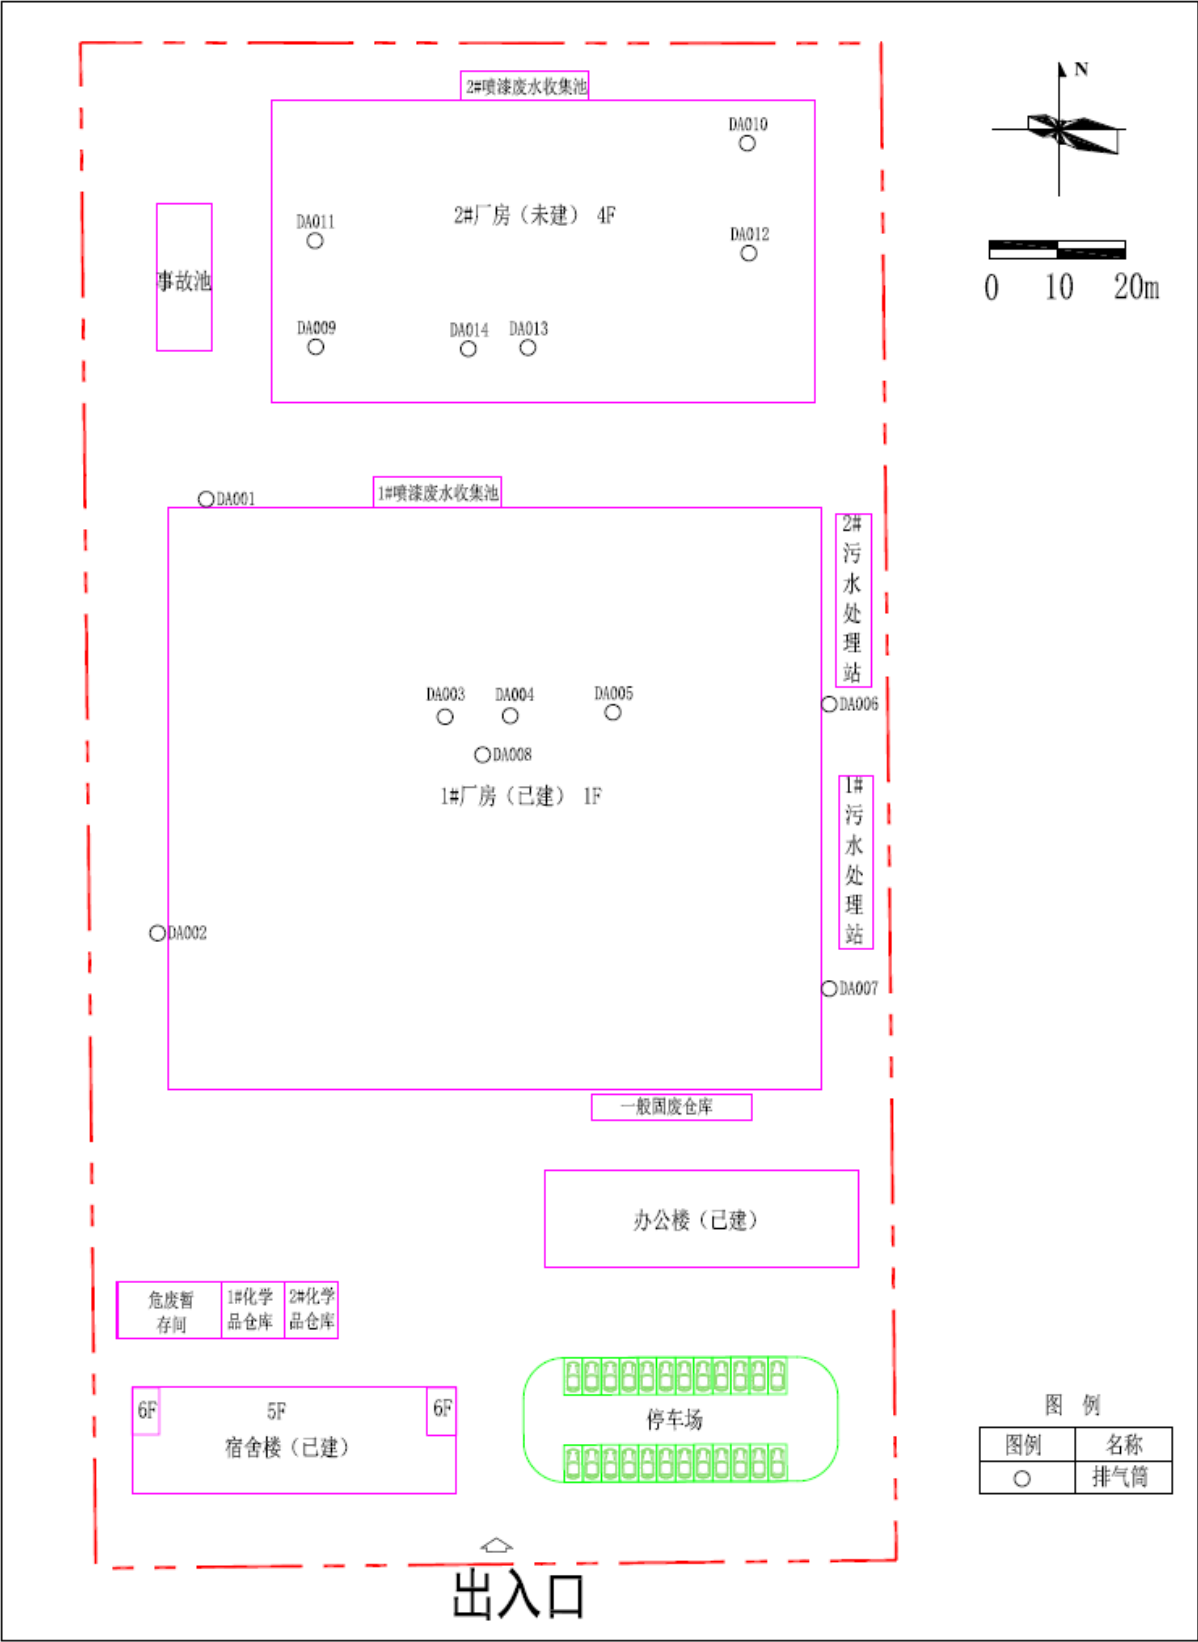 N
2#喷漆废水收集池
DA010
2#厂房（未建） 4F
DA011
DA012
事故池
0 10 20m
DA009
DA014
DA013
1#喷漆废水收集池
DA001
2#
污
水
处
理
站
DA003
DA004
DA005
DA006
DA008
1#厂房（已建） 1F
1#
污
水
处
理
站
DA002
DA007
一般固废仓库
办公楼（已建）
危废暂
存间
1#化学
品仓库
2#化学
品仓库
6F
5F
6F
宿舍楼（已建）
停车场
图 例
图例 名称
排气筒
出入口